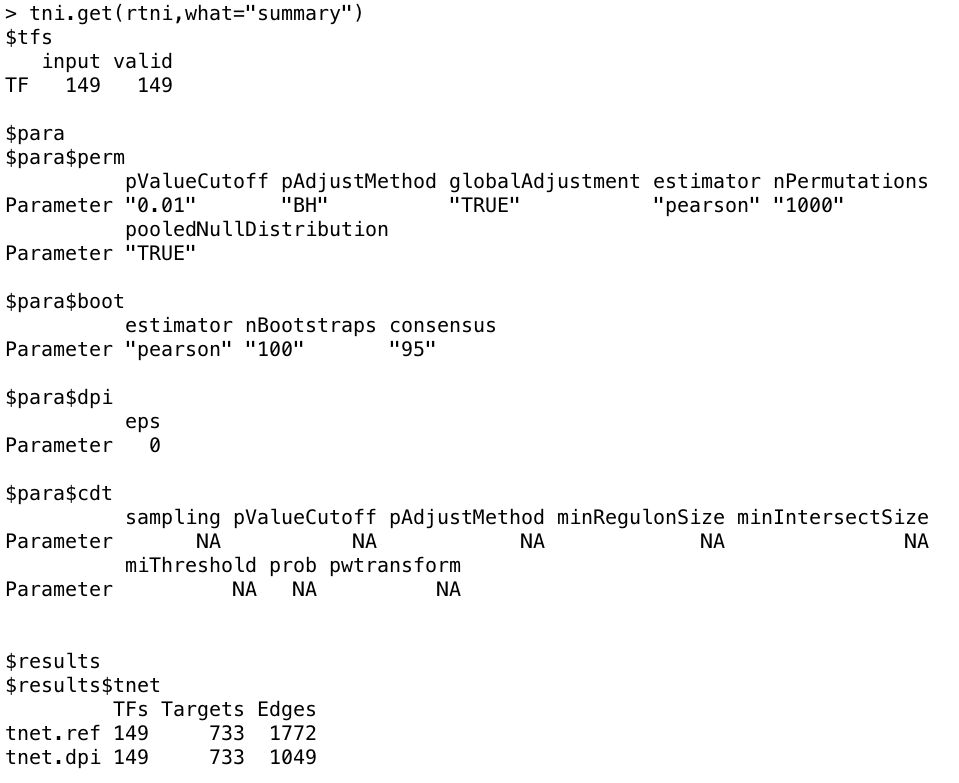 > tni.get(rtni,what="summary")
$tfs
   input valid
TF   149   149

$para
$para$perm
          pValueCutoff pAdjustMethod globalAdjustment estimator nPermutations
Parameter "0.01"       "BH"          "TRUE"           "pearson" "1000"
          pooledNullDistribution
Parameter "TRUE"

$para$boot
          estimator nBootstraps consensus
Parameter "pearson" "100"       "95"

$para$dpi
          eps
Parameter   0

$para$cdt
          sampling pValueCutoff pAdjustMethod minRegulonSize minIntersectSize
Parameter       NA           NA            NA             NA               NA
          miThreshold prob pwtransform
Parameter          NA   NA          NA


$results
$results$tnet
         TFs Targets Edges
tnet.ref 149     733  1772
tnet.dpi 149     733  1049